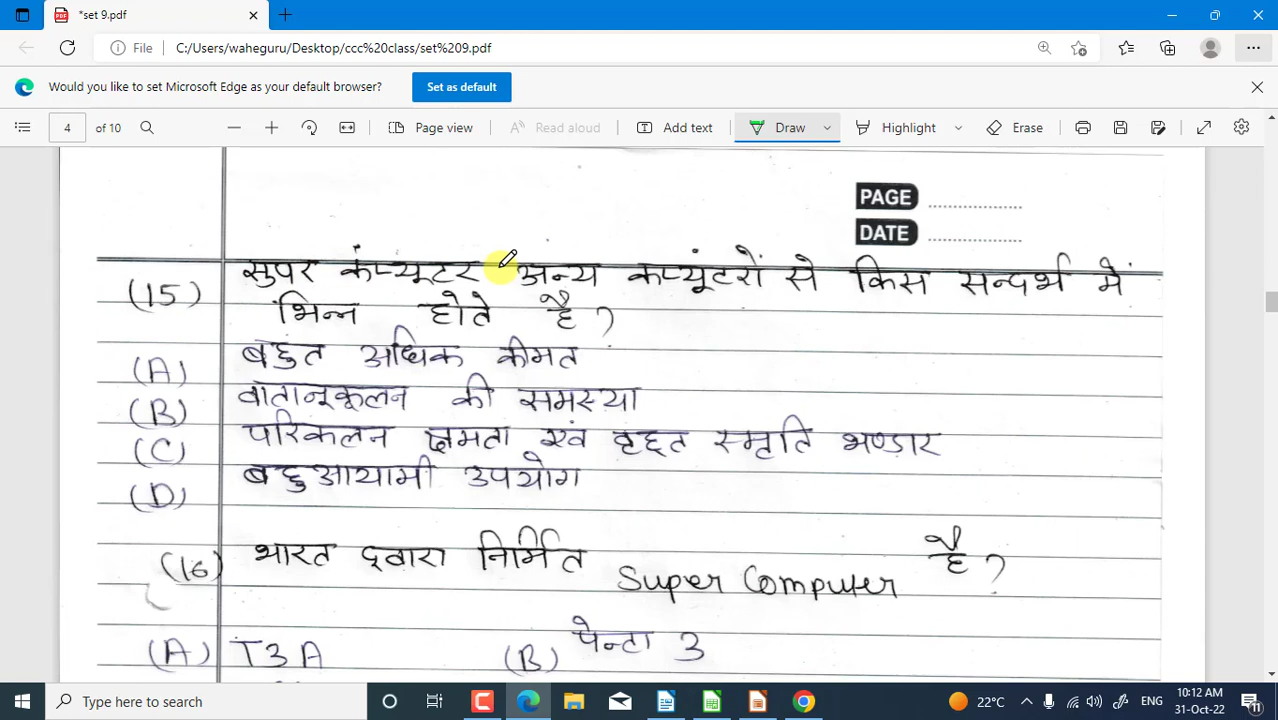 *set 9.pdf
File C:/Users/waheguru/Desktop/ccc%20class/set%209.pdf
Would you like to set Microsoft Edge as your default browser? Set as default
4 of 10 Page view Read aloud Add text Draw Highlight Erase
PAGE
DATE
(15) सुपर कंप्यूटर अन्य कप्यूंटरों से किस सन्दर्भ में
भिन्न होते है ?
(A) बहुत अधिक कीमत
(B) वातानूकूलन की समस्या
(C) परिकलन क्षमता एवं वृहत स्मृति भण्डार
(D) बहुआयामी उपयोग
(16) भारत द्वारा निर्मित Super Computer है ?
(A) T3A (B) पेन्टा 3
Type here to search 22°C ENG 10:12 AM
31-Oct-22 11